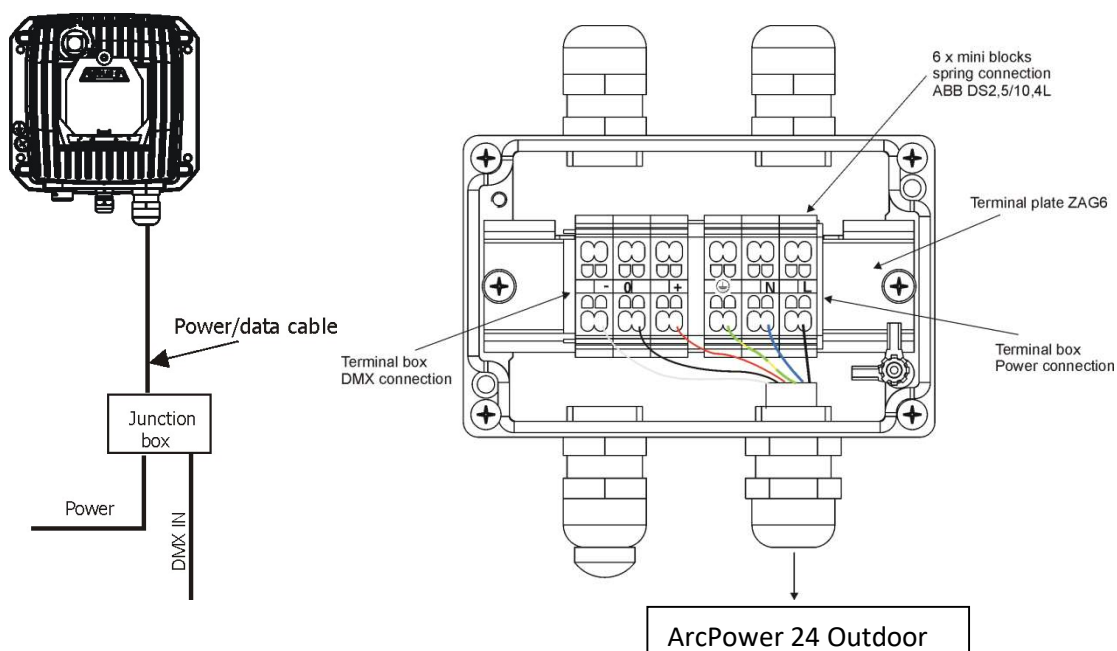 Power/data cable
Junction
box
Power
DMX IN
6 x mini blocks
spring connection
ABB DS2,5/10,4L
Terminal plate ZAG6
- 0 + N L
Terminal box
DMX connection
Terminal box
Power connection
ArcPower 24 Outdoor